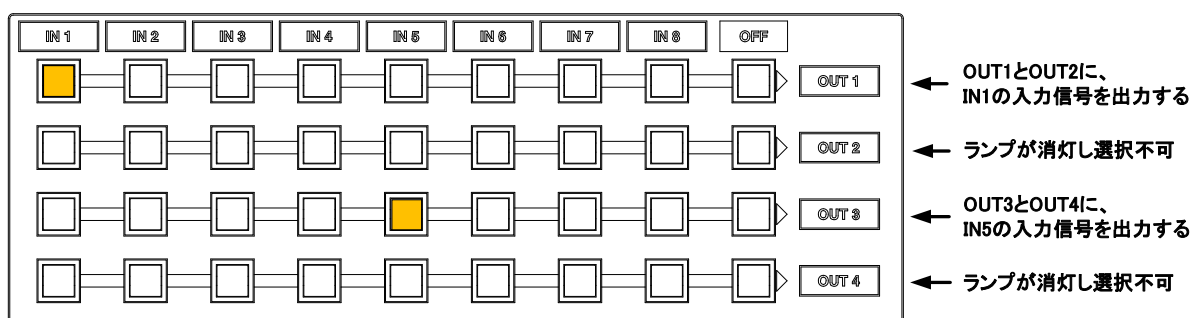 IN 1 IN 2 IN 3 IN 4 IN 5 IN 6 IN 7 IN 8 OFF
OUT 1
OUT1とOUT2に、
IN1の入力信号を出力する
OUT 2
ランプが消灯し選択不可
OUT 3
OUT3とOUT4に、
IN5の入力信号を出力する
OUT 4
ランプが消灯し選択不可